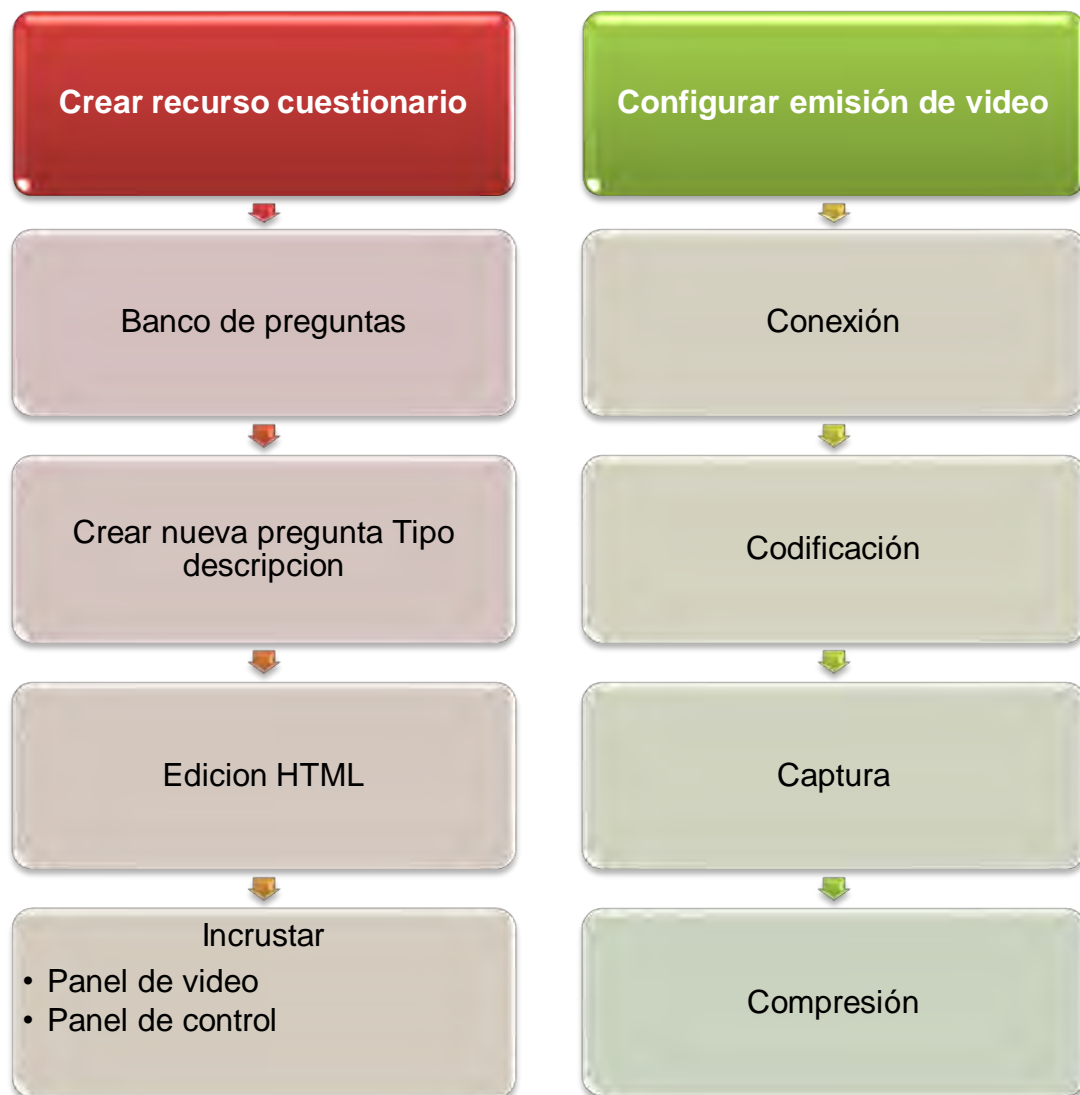 Crear recurso cuestionario
Banco de preguntas
Crear nueva pregunta Tipo
descripcion
Edicion HTML
Incrustar
• Panel de video
• Panel de control
Configurar emisión de video
Conexión
Codificación
Captura
Compresión